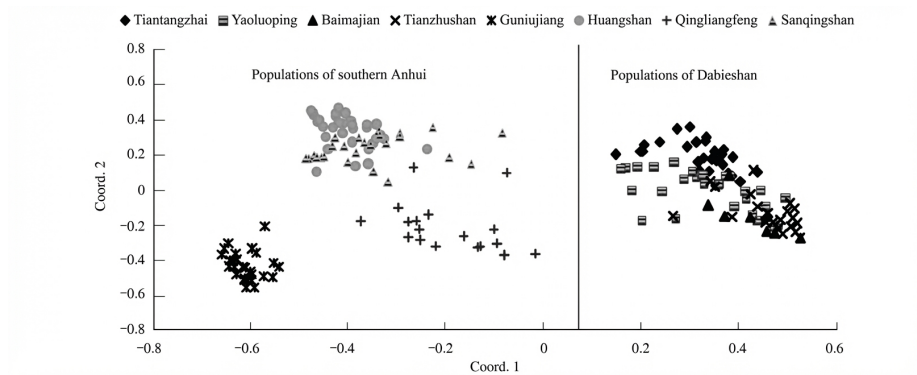 Tiantangzhai Yaoluoping Baimajian Tianzhushan Guniujiang Huangshan Qingliangfeng Sanqingshan
0.8
Populations of southern Anhui Populations of Dabieshan
0.6
0.4
0.2
0
−0.2
−0.4
−0.6
−0.8
Coord. 2
−0.8 −0.6 −0.4 −0.2 0 0.2 0.4 0.6
Coord. 1